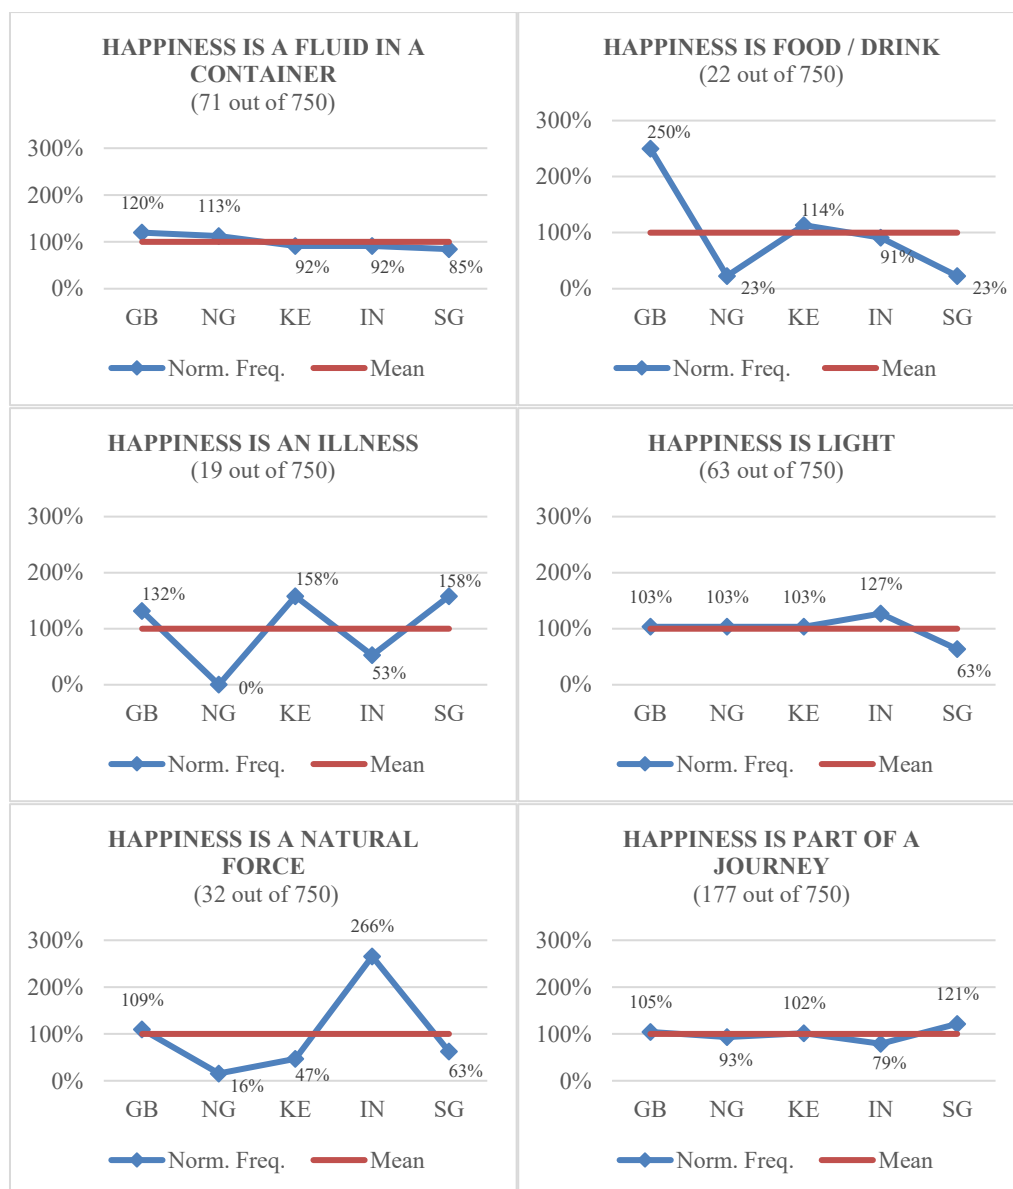 HAPPINESS IS A FLUID IN A
CONTAINER
(71 out of 750)
300%
200%
100%
0%
120%
113%
92%
92%
85%
GB NG KE IN SG
Norm. Freq. Mean
HAPPINESS IS FOOD / DRINK
(22 out of 750)
300%
200%
100%
0%
250%
23%
114%
91%
23%
GB NG KE IN SG
Norm. Freq. Mean
HAPPINESS IS AN ILLNESS
(19 out of 750)
300%
200%
100%
0%
132%
0%
158%
53%
158%
GB NG KE IN SG
Norm. Freq. Mean
HAPPINESS IS LIGHT
(63 out of 750)
300%
200%
100%
0%
103%
103%
103%
127%
63%
GB NG KE IN SG
Norm. Freq. Mean
HAPPINESS IS A NATURAL
FORCE
(32 out of 750)
300%
200%
100%
0%
109%
16%
47%
266%
63%
GB NG KE IN SG
Norm. Freq. Mean
HAPPINESS IS PART OF A
JOURNEY
(177 out of 750)
300%
200%
100%
0%
105%
93%
102%
79%
121%
GB NG KE IN SG
Norm. Freq. Mean